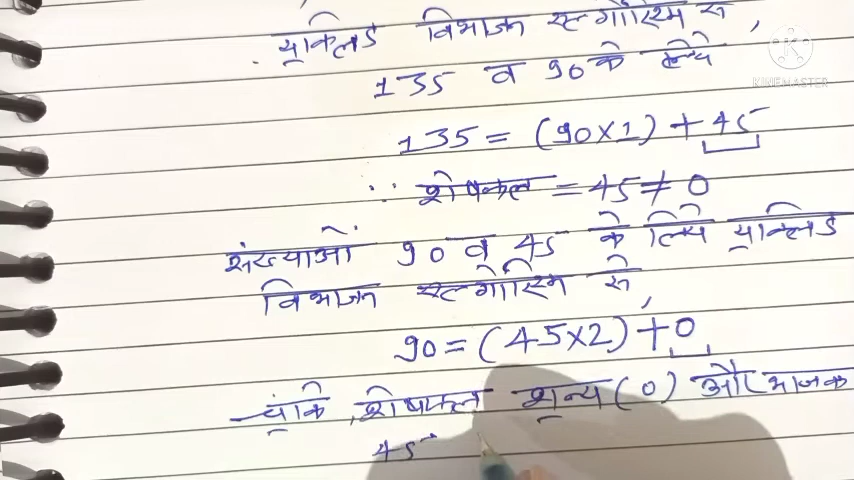 यूक्लिड विभाजन एल्गोरिथ्म से,
135 व 90 के लिये
135 = (90×1) + 45
∵ शेषफल = 45 ≠ 0
संख्याओं 90 व 45 के लिये यूक्लिड
विभाजन एल्गोरिथ्म से,
90 = (45×2) + 0
चूंकि शेषफल शून्य (0) और भाजक
45
KINEMASTER